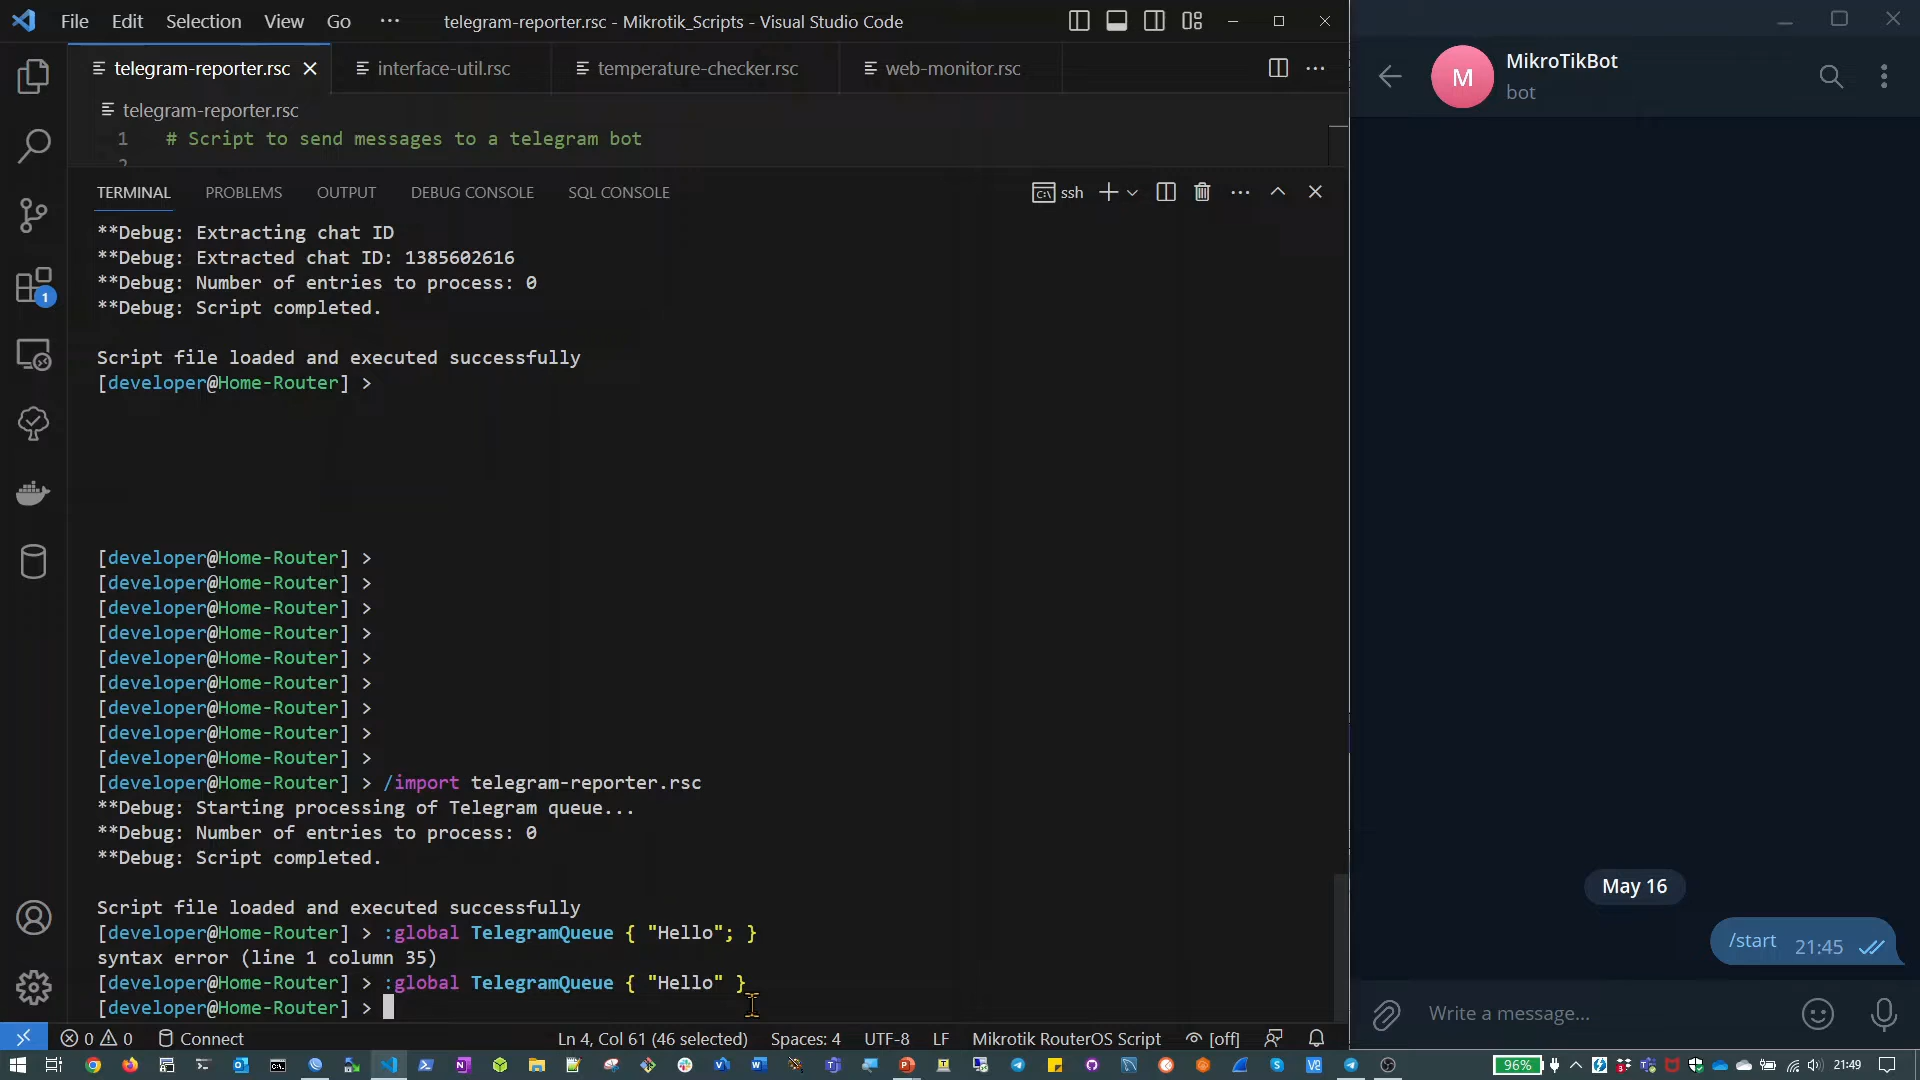 File Edit Selection View Go ··· telegram-reporter.rsc - Mikrotik_Scripts - Visual Studio Code
telegram-reporter.rsc interface-util.rsc temperature-checker.rsc web-monitor.rsc
telegram-reporter.rsc
1 # Script to send messages to a telegram bot
2
TERMINAL PROBLEMS OUTPUT DEBUG CONSOLE SQL CONSOLE ssh
**Debug: Extracting chat ID
**Debug: Extracted chat ID: 1385602616
**Debug: Number of entries to process: 0
**Debug: Script completed.
Script file loaded and executed successfully
[developer@Home-Router] >
[developer@Home-Router] >
[developer@Home-Router] >
[developer@Home-Router] >
[developer@Home-Router] >
[developer@Home-Router] >
[developer@Home-Router] >
[developer@Home-Router] >
[developer@Home-Router] >
[developer@Home-Router] >
[developer@Home-Router] > /import telegram-reporter.rsc
**Debug: Starting processing of Telegram queue...
**Debug: Number of entries to process: 0
**Debug: Script completed.
Script file loaded and executed successfully
[developer@Home-Router] > :global TelegramQueue { "Hello"; }
syntax error (line 1 column 35)
[developer@Home-Router] > :global TelegramQueue { "Hello" }
[developer@Home-Router] >
1
0 0 Connect Ln 4, Col 61 (46 selected) Spaces: 4 UTF-8 LF Mikrotik RouterOS Script [off]
M
MikroTikBot
bot
May 16
/start 21:45
Write a message...
96% 21:49